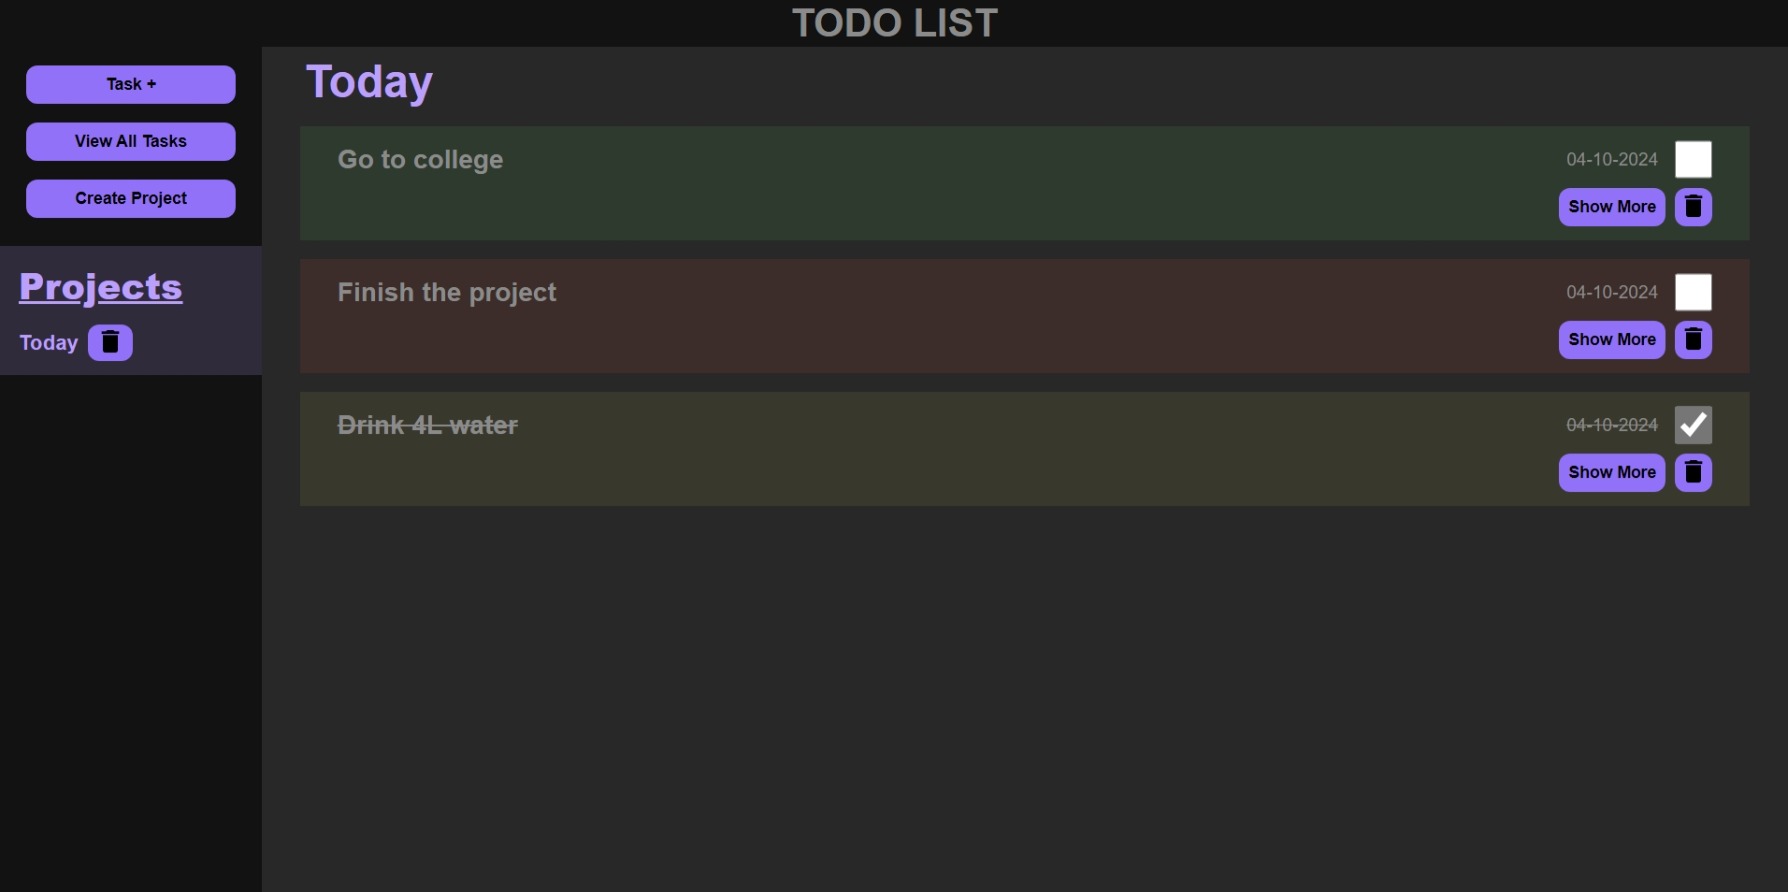 TODO LIST
Task +
View All Tasks
Create Project
Projects
Today
Today
Go to college
04-10-2024
Show More
Finish the project
04-10-2024
Show More
Drink 4L water
04-10-2024
Show More